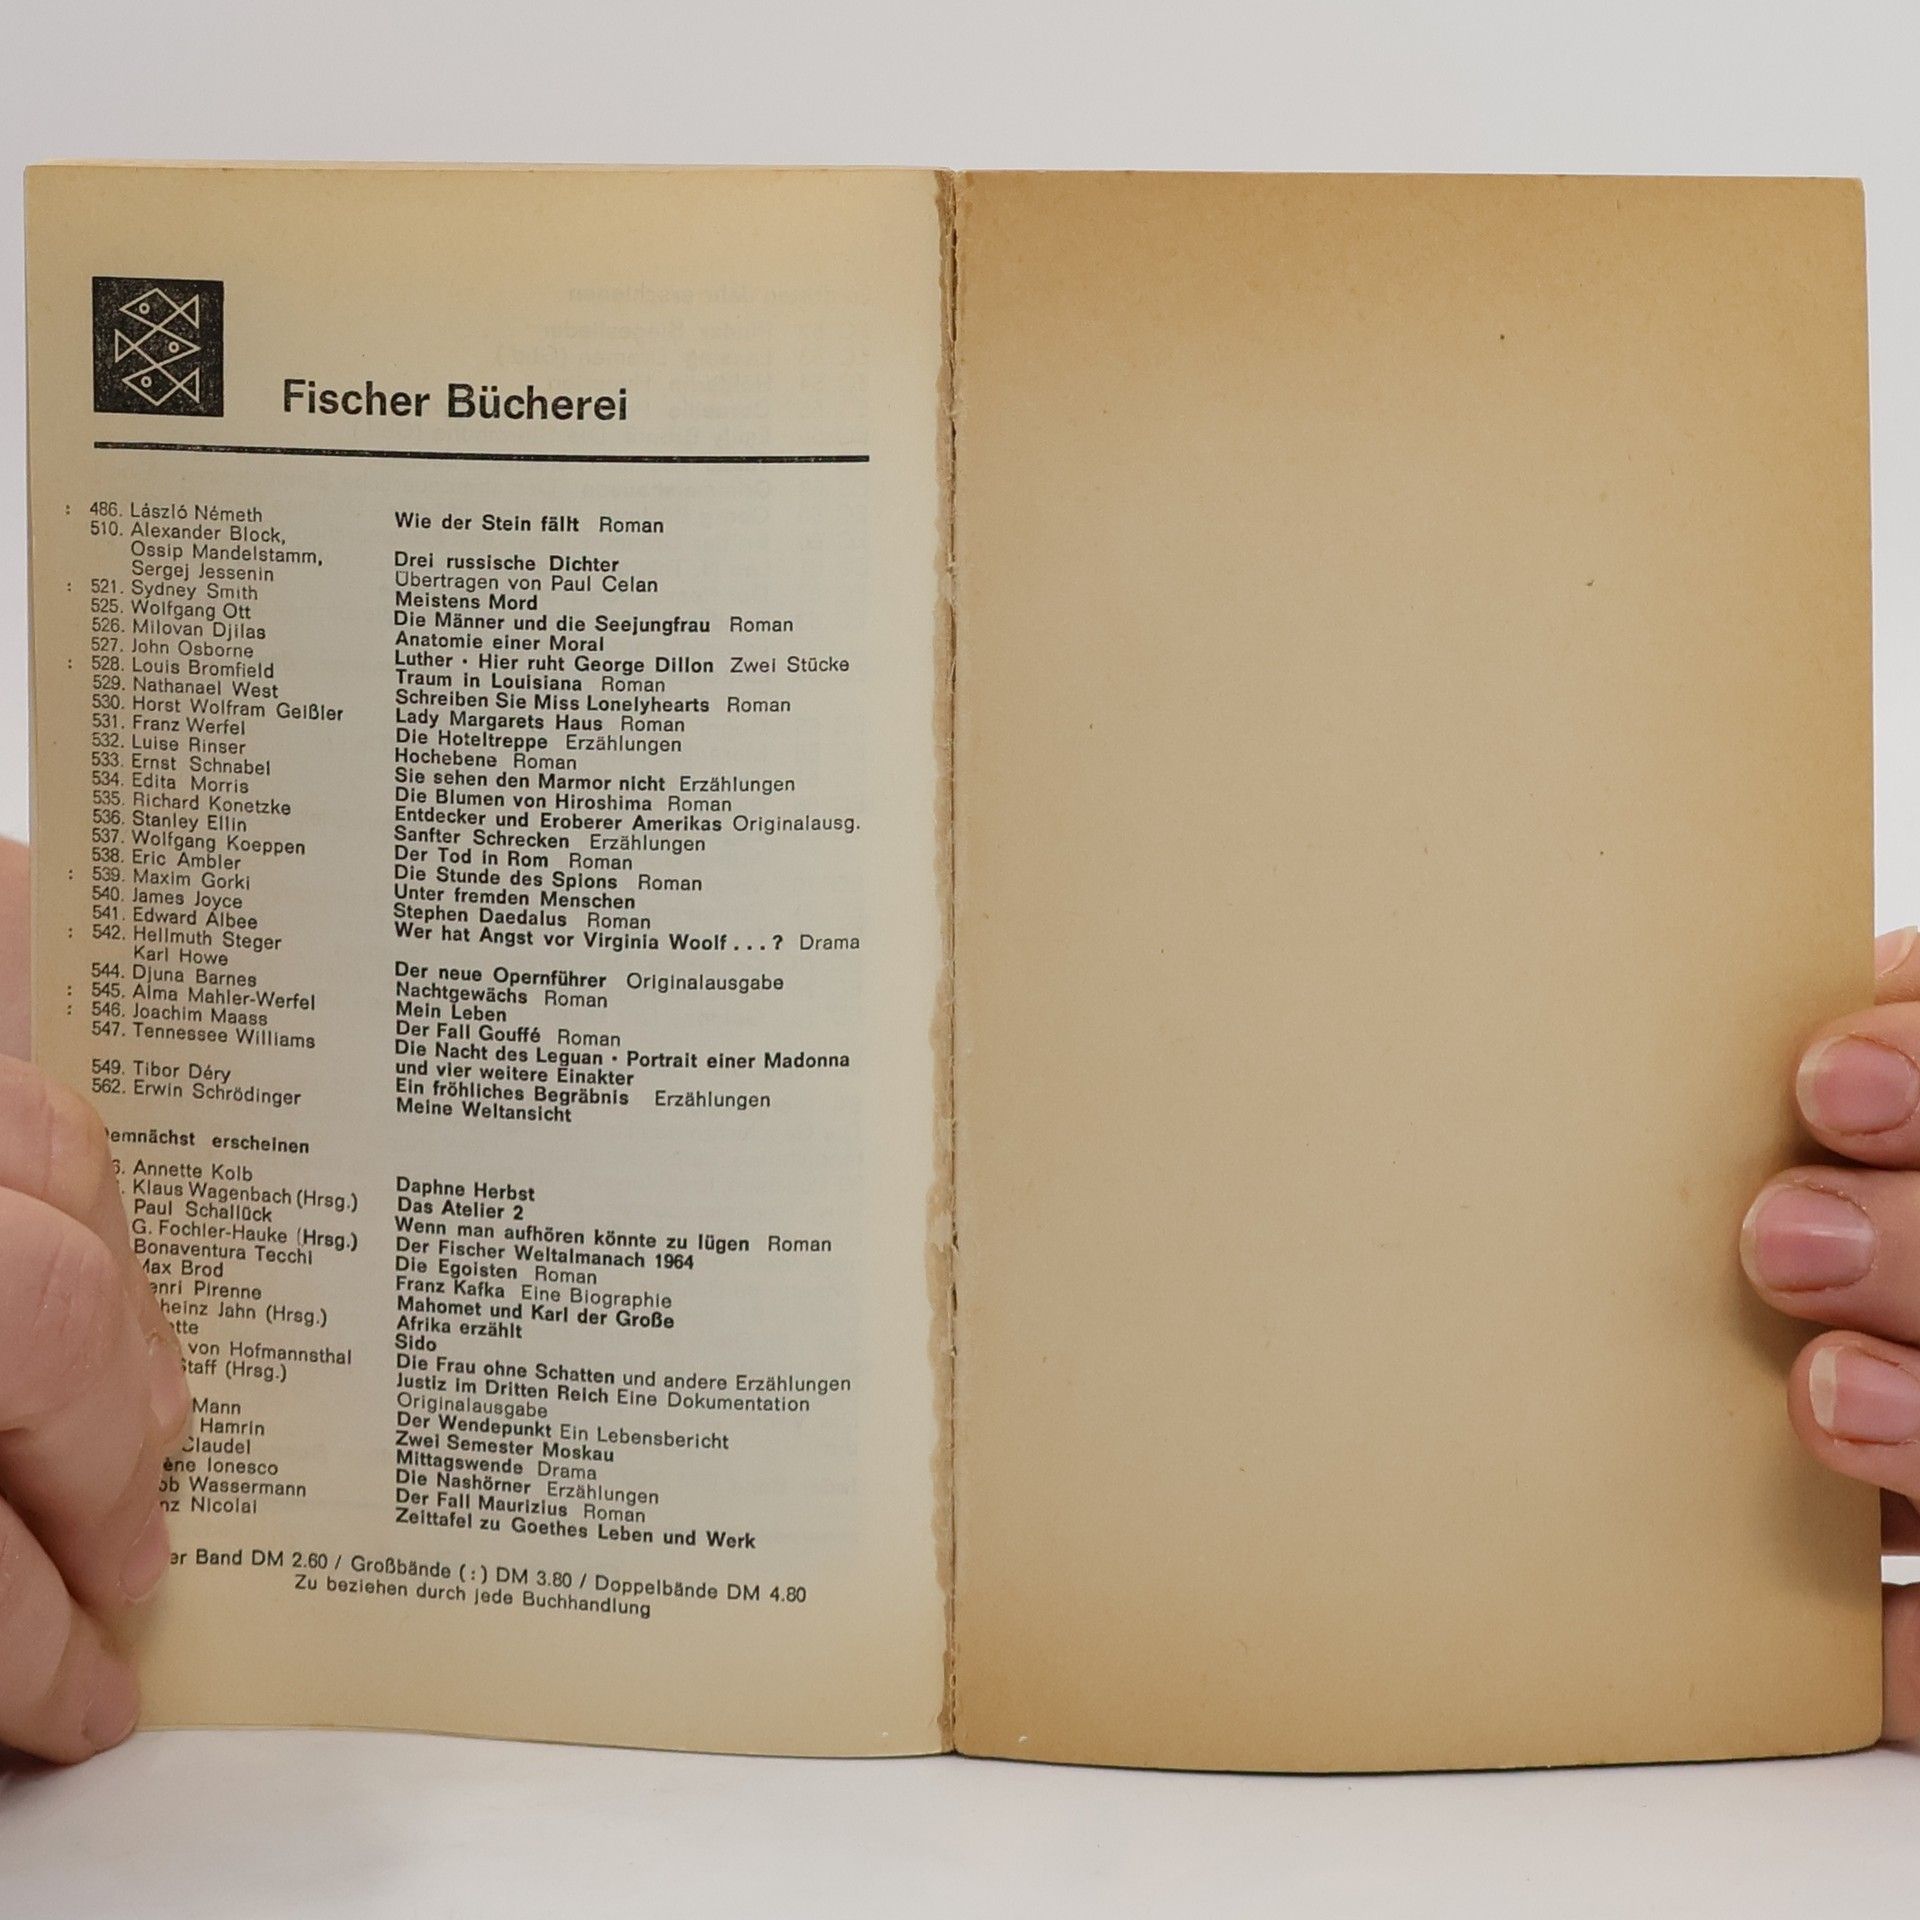 Fischer Bücherei
: 486. László Németh Wie der Stein fällt Roman
510. Alexander Block,
Ossip Mandelstamm, Drei russische Dichter
Sergej Jessenin Übertragen von Paul Celan
: 521. Sydney Smith Meistens Mord
525. Wolfgang Ott Die Männer und die Seejungfrau Roman
526. Milovan Djilas Anatomie einer Moral
527. John Osborne Luther · Hier ruht George Dillon Zwei Stücke
: 528. Louis Bromfield Traum in Louisiana Roman
529. Nathanael West Schreiben Sie Miss Lonelyhearts Roman
530. Horst Wolfram Geißler Lady Margarets Haus Roman
531. Franz Werfel Die Hoteltreppe Erzählungen
532. Luise Rinser Hochebene Roman
533. Ernst Schnabel Sie sehen den Marmor nicht Erzählungen
534. Edita Morris Die Blumen von Hiroshima Roman
535. Richard Konetzke Entdecker und Eroberer Amerikas Originalausg.
536. Stanley Ellin Sanfter Schrecken Erzählungen
537. Wolfgang Koeppen Der Tod in Rom Roman
538. Eric Ambler Die Stunde des Spions Roman
: 539. Maxim Gorki Unter fremden Menschen
540. James Joyce Stephen Daedalus Roman
541. Edward Albee Wer hat Angst vor Virginia Woolf...? Drama
: 542. Hellmuth Steger
Karl Howe Der neue Opernführer Originalausgabe
544. Djuna Barnes Nachtgewächs Roman
: 545. Alma Mahler-Werfel Mein Leben
: 546. Joachim Maass Der Fall Gouffé Roman
547. Tennessee Williams Die Nacht des Leguan · Portrait einer Madonna
und vier weitere Einakter
549. Tibor Déry Ein fröhliches Begräbnis Erzählungen
562. Erwin Schrödinger Meine Weltansicht
erscheinen
Annette Kolb Daphne Herbst
Klaus Wagenbach (Hrsg.) Das Atelier 2
Paul Schallück Wenn man aufhören könnte zu lügen Roman
G. Fochler-Hauke (Hrsg.) Der Fischer Weltalmanach 1964
Bonaventura Tecchi Die Egoisten Roman
Max Brod Franz Kafka Eine Biographie
Pirenne Mahomet und Karl der Große
Jahn (Hrsg.) Afrika erzählt
Sido
von Hofmannsthal Die Frau ohne Schatten und andere Erzählungen
Staff (Hrsg.) Justiz im Dritten Reich Eine Dokumentation
Originalausgabe
Mann Der Wendepunkt Ein Lebensbericht
Hamrin Zwei Semester Moskau
Claudel Mittagswende Drama
Ionesco Die Nashörner Erzählungen
Wassermann Der Fall Maurizius Roman
Nicolai Zeittafel zu Goethes Leben und Werk
Band DM 2.60 / Großbände (:) DM 3.80 / Doppelbände DM 4.80
Zu beziehen durch jede Buchhandlung